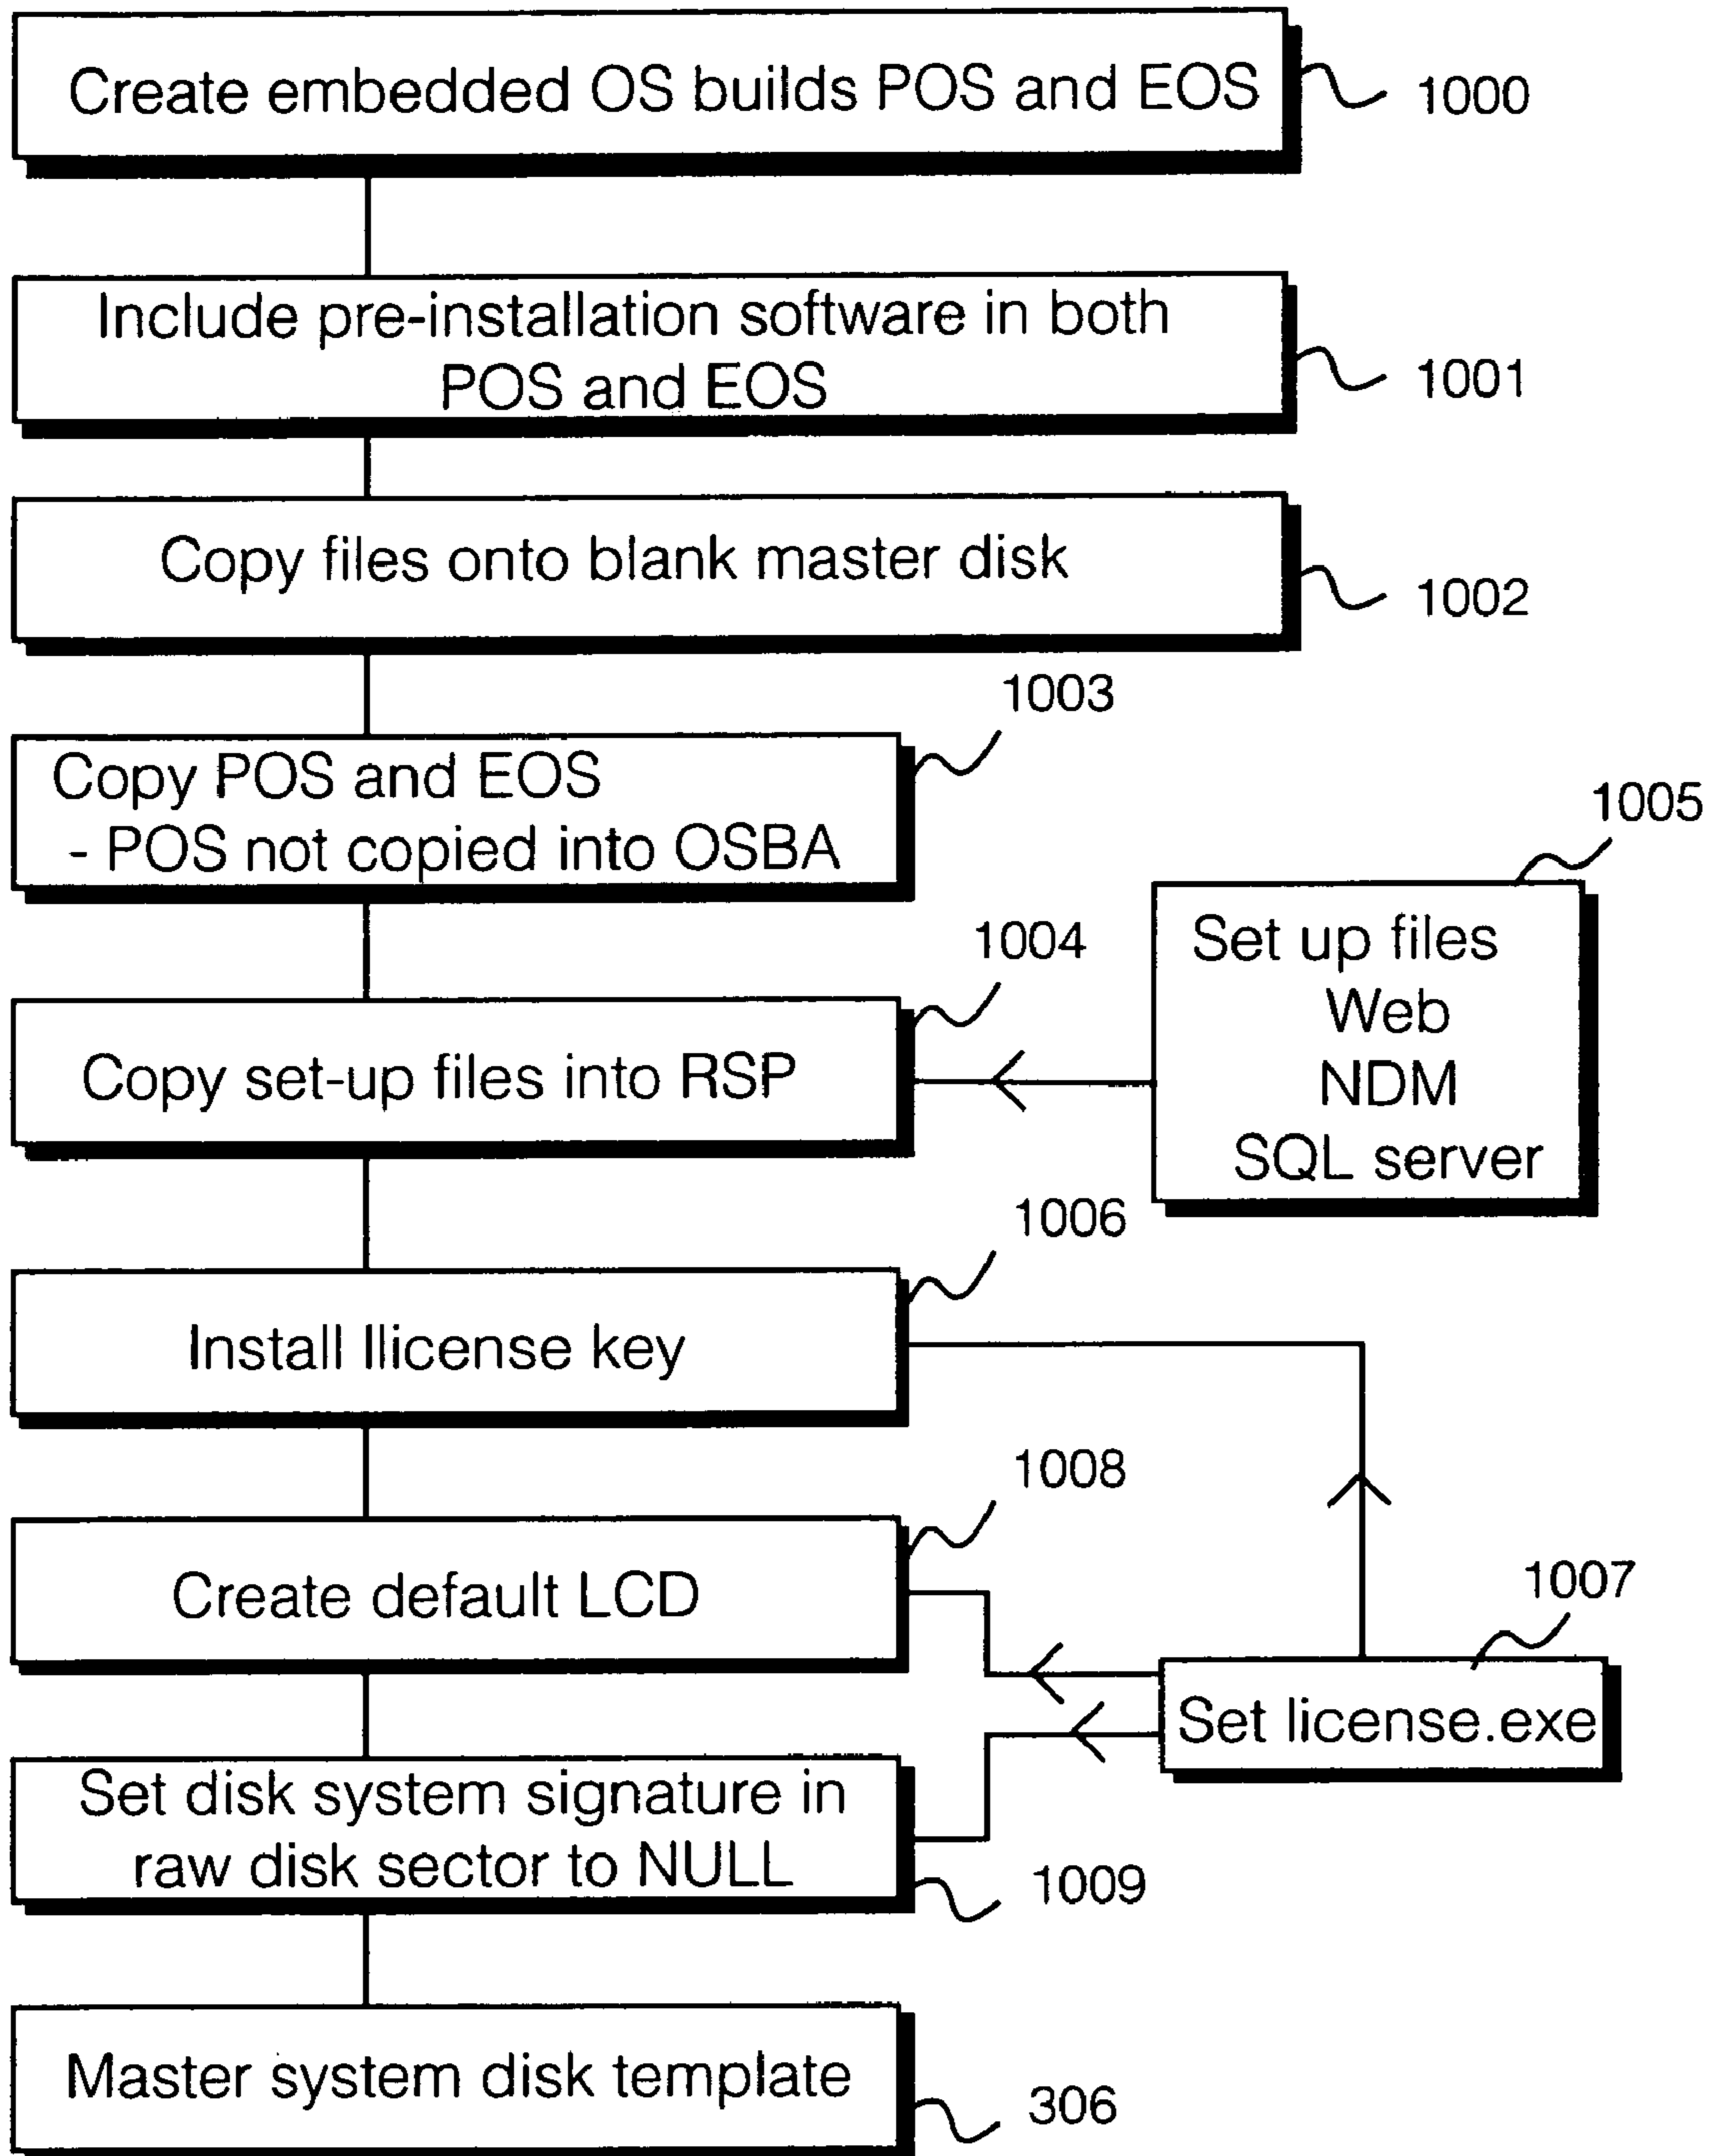 Create embedded OS builds POS and EOS
1000
Include pre-installation software in both
POS and EOS
1001
Copy files onto blank master disk
1002
1003
Copy POS and EOS
- POS not copied into OSBA
1005
Set up files
Web
NDM
SQL server
1004
Copy set-up files into RSP
1006
Install llicense key
1008
Create default LCD
1007
Set license.exe
Set disk system signature in
raw disk sector to NULL
1009
Master system disk template
306